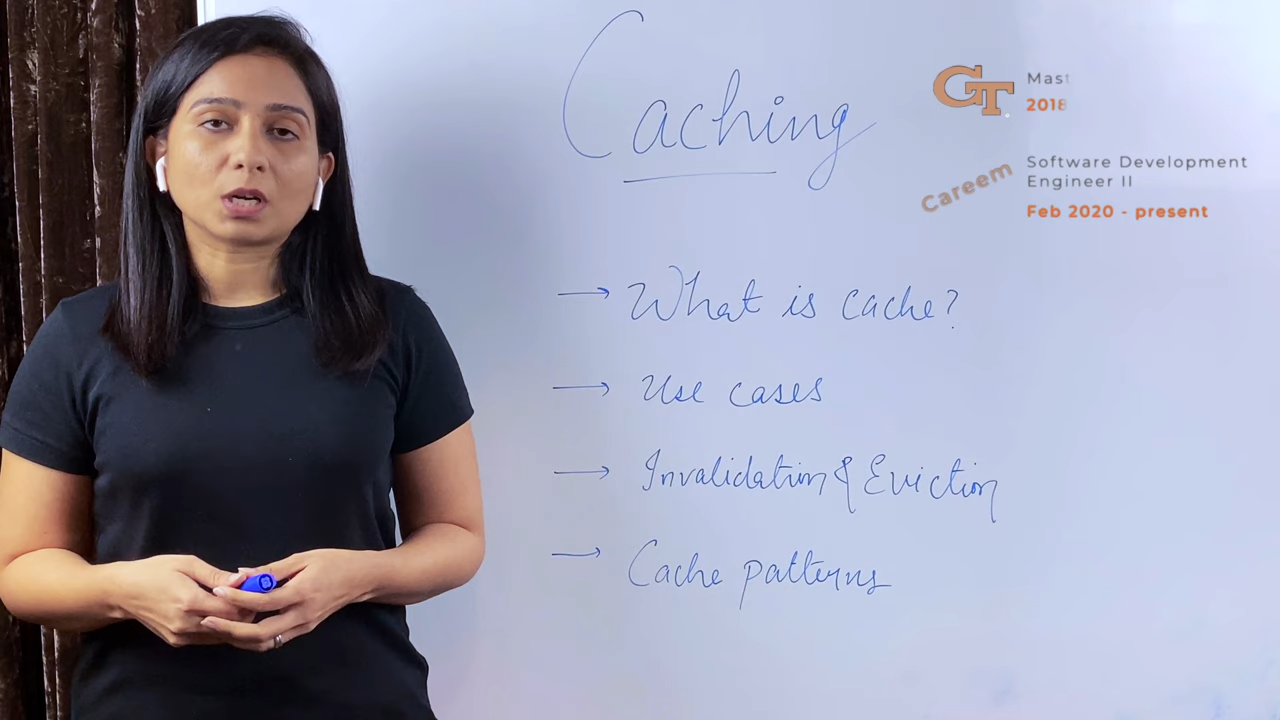 Caching
GT
Mast
2018
Careem
Software Development
Engineer II
Feb 2020 - present
→ What is cache?
→ Use cases
→ Invalidation & Eviction
→ Cache patterns